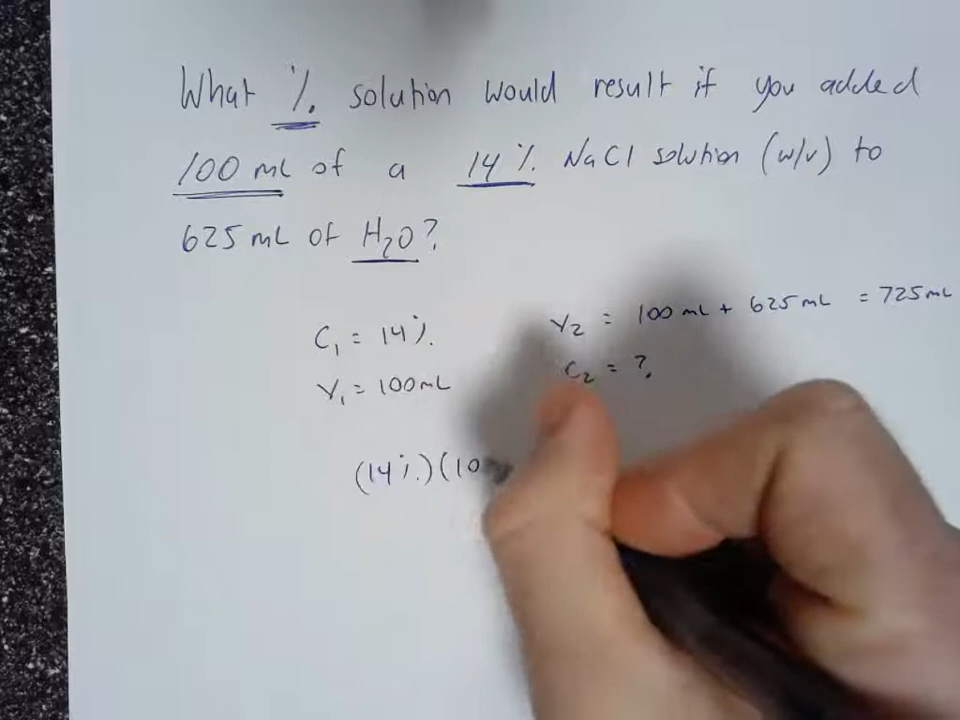 What % solution would result if you added
100 mL of a 14 % NaCl solution (w/v) to
625 mL of H₂O?
C₁ = 14 %
V₂ = 100 mL + 625 mL = 725 mL
V₁ = 100 mL
C₂ = ?
(14 %)(10